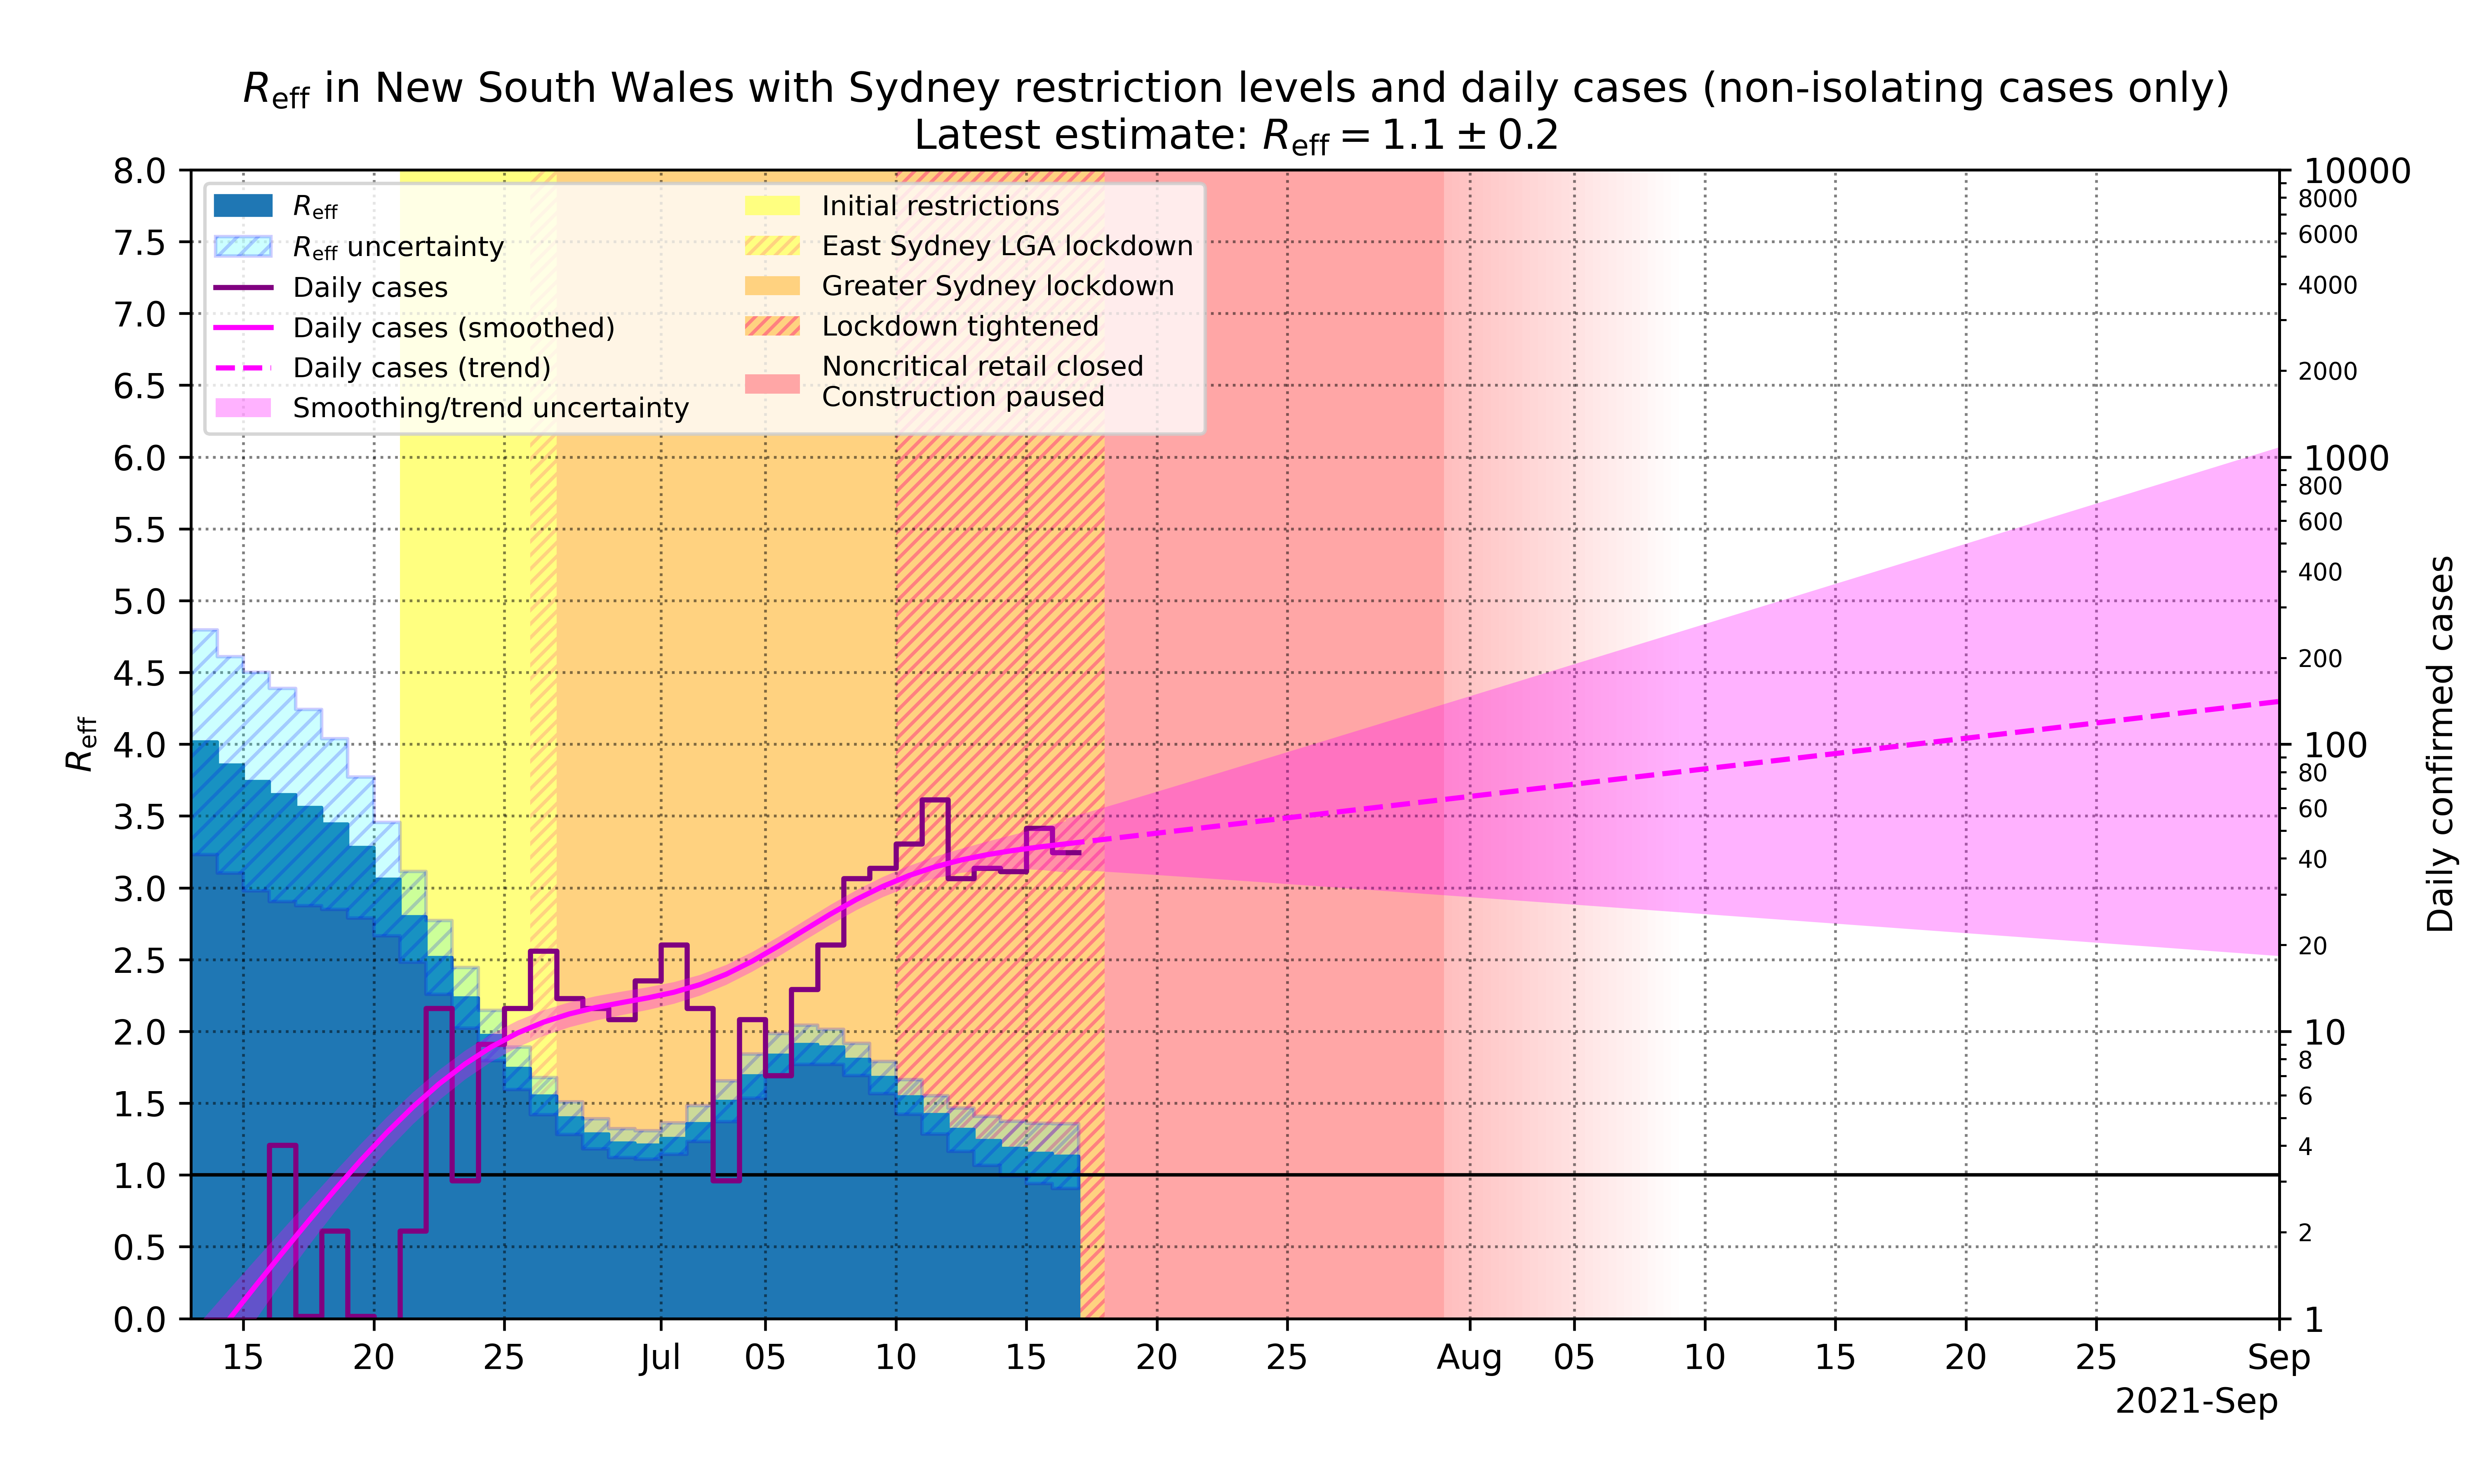 R_eff in New South Wales with Sydney restriction levels and daily cases (non-isolating cases only)
Latest estimate: R_eff = 1.1 ± 0.2
R_eff
R_eff uncertainty
Daily cases
Daily cases (smoothed)
Daily cases (trend)
Smoothing/trend uncertainty
Initial restrictions
East Sydney LGA lockdown
Greater Sydney lockdown
Lockdown tightened
Noncritical retail closed
Construction paused
R_eff
8.0
7.5
7.0
6.5
6.0
5.5
5.0
4.5
4.0
3.5
3.0
2.5
2.0
1.5
1.0
0.5
0.0
10000
8000
6000
4000
2000
1000
800
600
400
200
100
80
60
40
20
10
8
6
4
2
1
Daily confirmed cases
15 20 25 Jul 05 10 15 20 25 Aug 05 10 15 20 25 Sep
2021-Sep